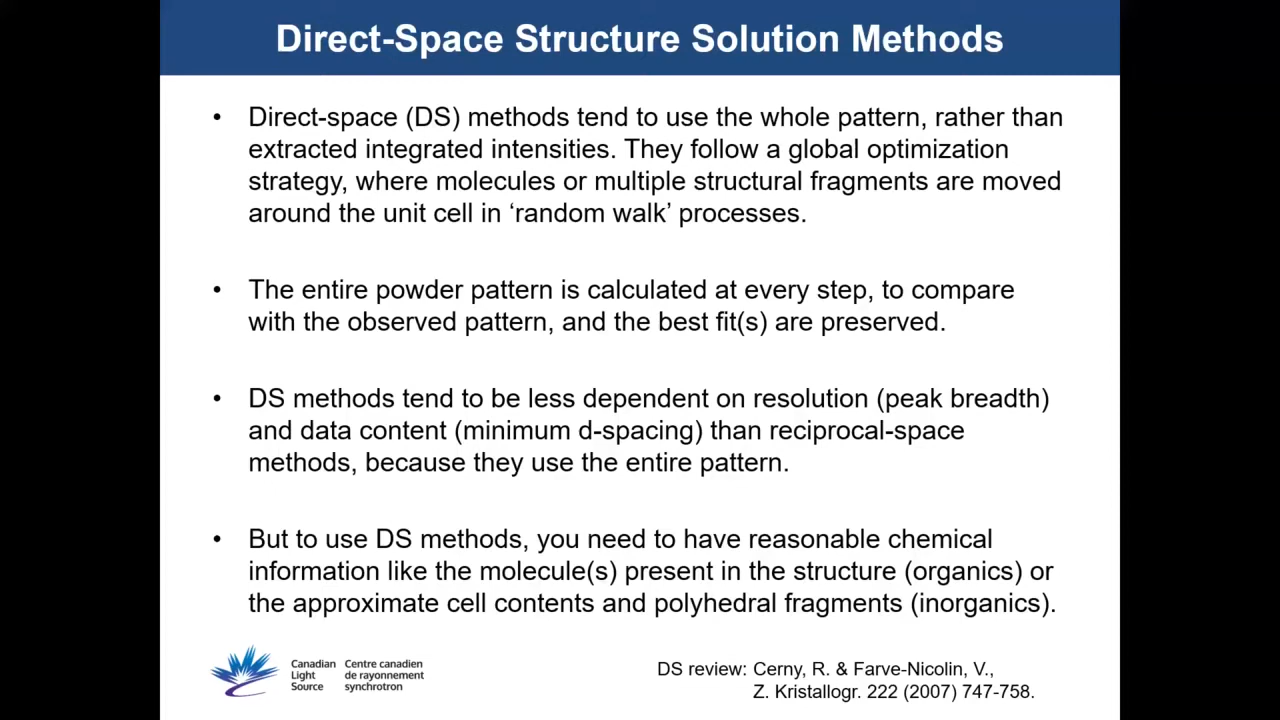 Direct-Space Structure Solution Methods
• Direct-space (DS) methods tend to use the whole pattern, rather than
extracted integrated intensities. They follow a global optimization
strategy, where molecules or multiple structural fragments are moved
around the unit cell in ‘random walk’ processes.
• The entire powder pattern is calculated at every step, to compare
with the observed pattern, and the best fit(s) are preserved.
• DS methods tend to be less dependent on resolution (peak breadth)
and data content (minimum d-spacing) than reciprocal-space
methods, because they use the entire pattern.
• But to use DS methods, you need to have reasonable chemical
information like the molecule(s) present in the structure (organics) or
the approximate cell contents and polyhedral fragments (inorganics).
Canadian
Light
Source
Centre canadien
de rayonnement
synchrotron
DS review: Cerny, R. & Farve-Nicolin, V.,
Z. Kristallogr. 222 (2007) 747-758.